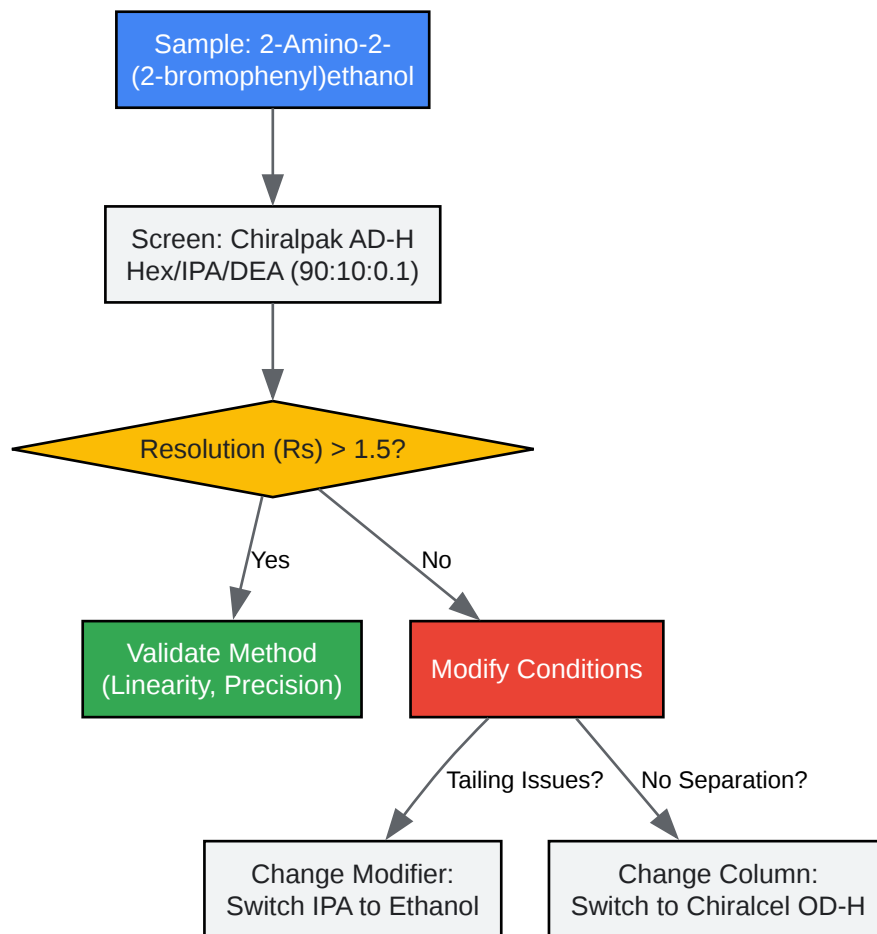 Sample: 2-Amino-2-
(2-bromophenyl)ethanol
Screen: Chiralpak AD-H
Hex/IPA/DEA (90:10:0.1)
Resolution (Rs) > 1.5?
Yes
No
Validate Method
(Linearity, Precision)
Modify Conditions
Tailing Issues?
No Separation?
Change Modifier:
Switch IPA to Ethanol
Change Column:
Switch to Chiralcel OD-H